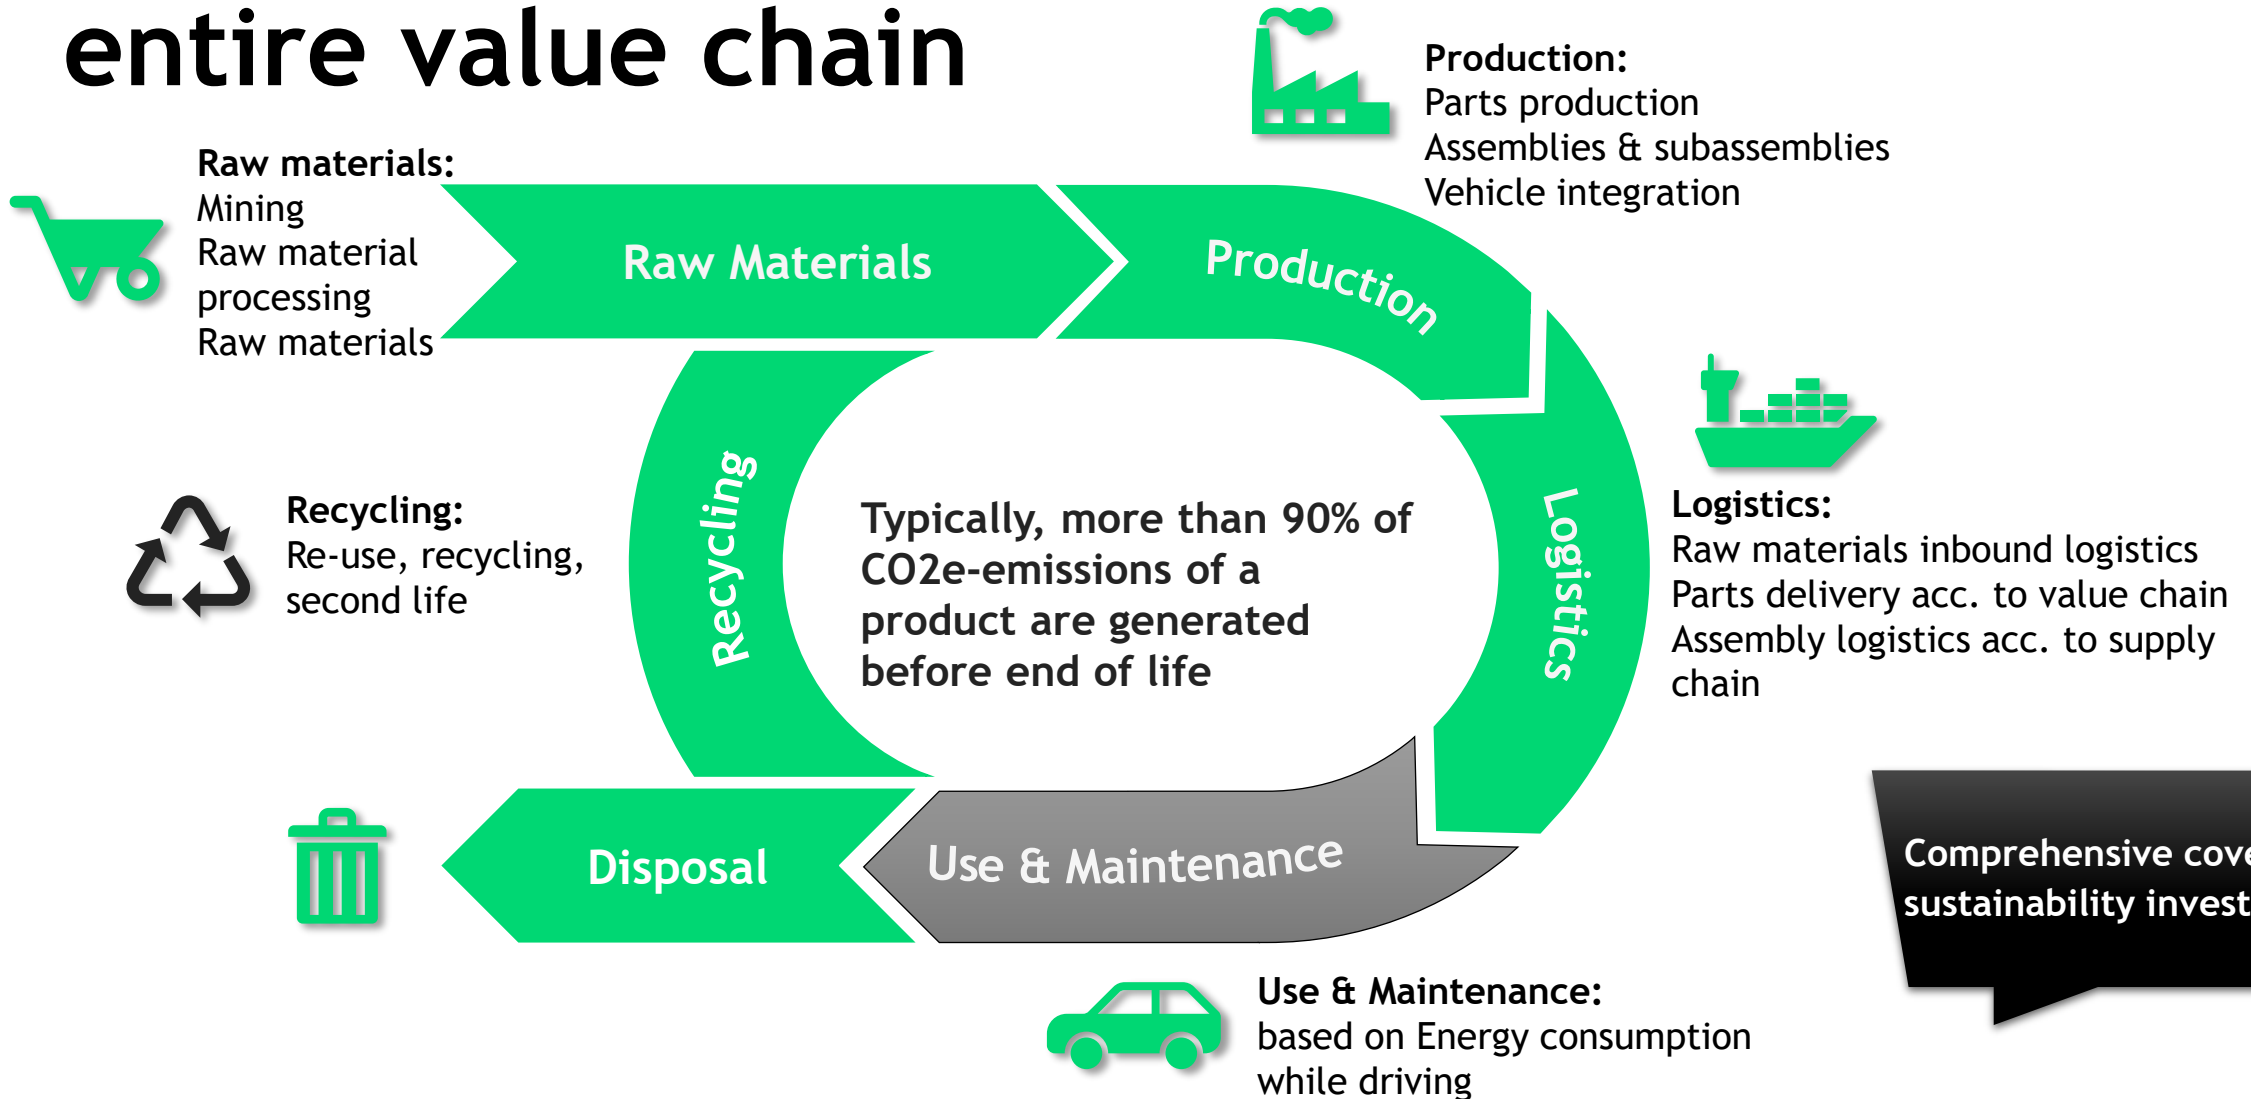 entire value chain
Production:
Parts production
Assemblies & subassemblies
Vehicle integration
Raw materials:
Mining
Raw material
processing
Raw materials
Raw Materials
Production
Logistics
Logistics:
Raw materials inbound logistics
Parts delivery acc. to value chain
Assembly logistics acc. to supply
chain
Recycling:
Re-use, recycling,
second life
Recycling
Typically, more than 90% of
CO2e-emissions of a
product are generated
before end of life
Disposal
Use & Maintenance
Comprehensive
sustainability
Use & Maintenance:
based on Energy consumption
while driving